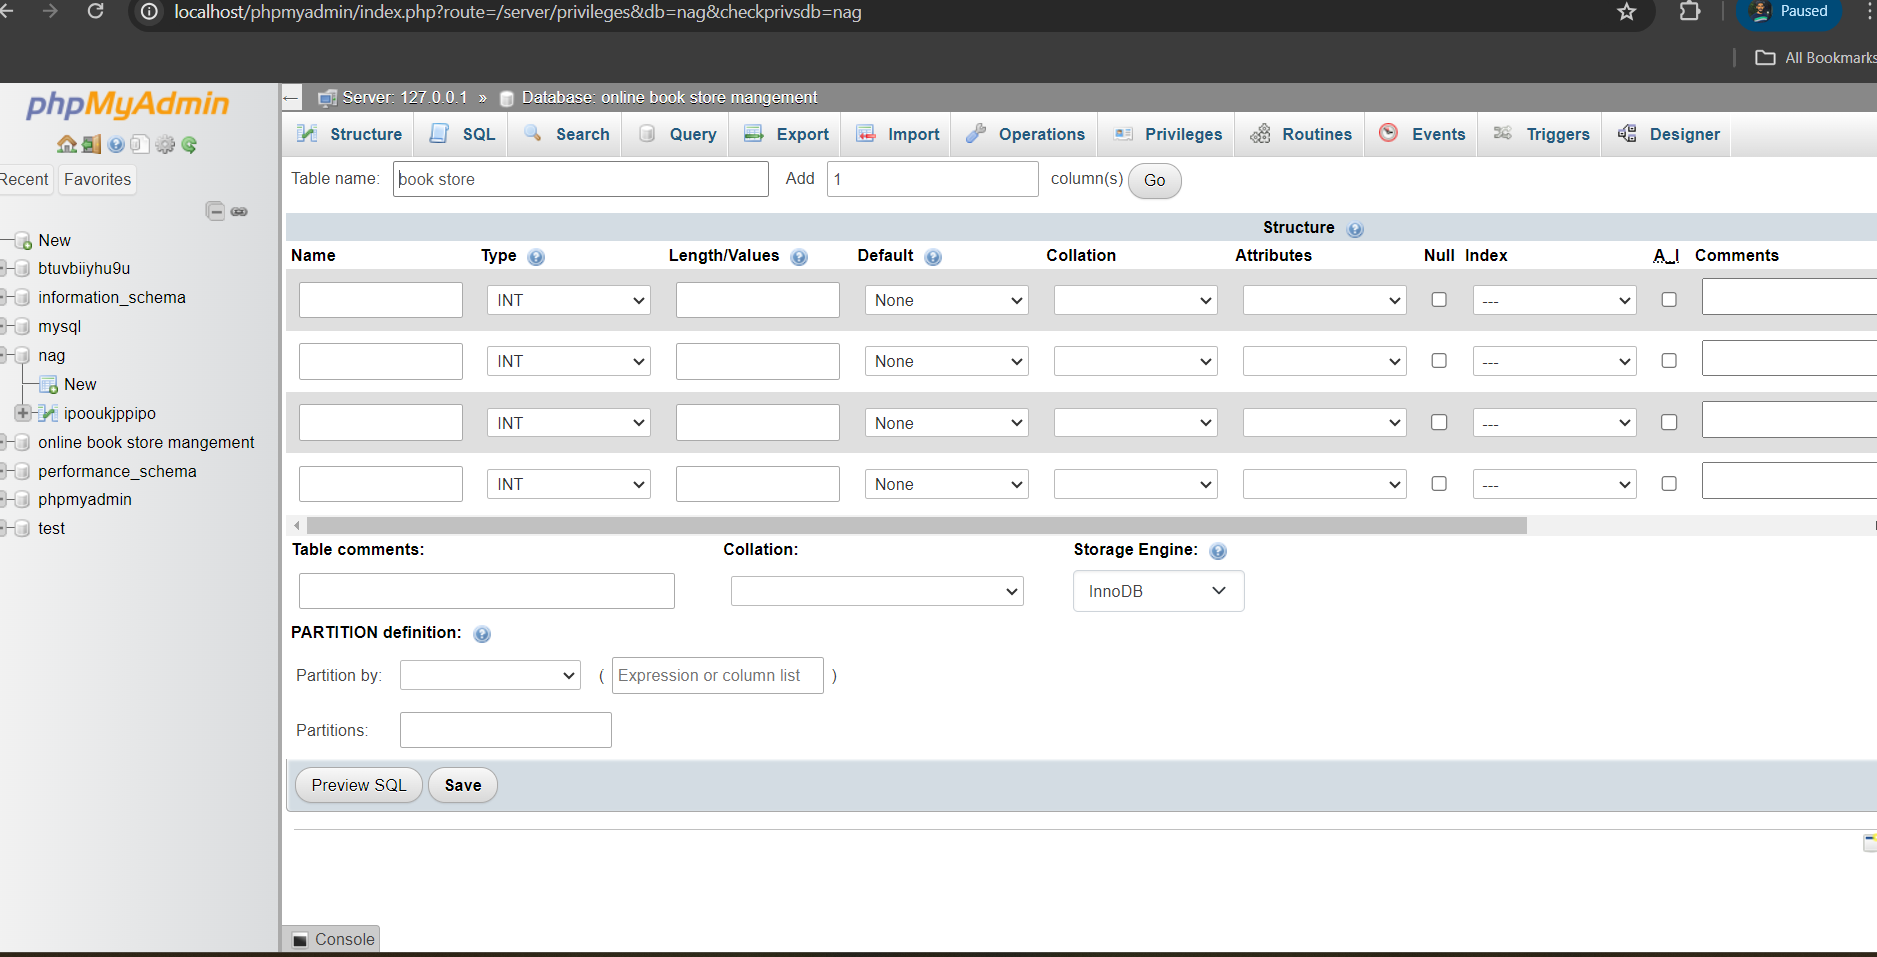 localhost/phpmyadmin/index.php?route=/server/privileges&db=nag&checkprivsdb=nag
Paused
All Bookmarks
phpMyAdmin
Recent Favorites
New
btuvbiiyhu9u
information_schema
mysql
nag
New
ipooukjppipo
online book store mangement
performance_schema
phpmyadmin
test
Server: 127.0.0.1 » Database: online book store mangement
Structure SQL Search Query Export Import Operations Privileges Routines Events Triggers Designer
Table name: book store Add 1 column(s) Go
Structure
Name Type Length/Values Default Collation Attributes Null Index A_I Comments
INT None ---
INT None ---
INT None ---
INT None ---
Table comments: Collation: Storage Engine:
InnoDB
PARTITION definition:
Partition by: ( Expression or column list )
Partitions:
Preview SQL Save
Console